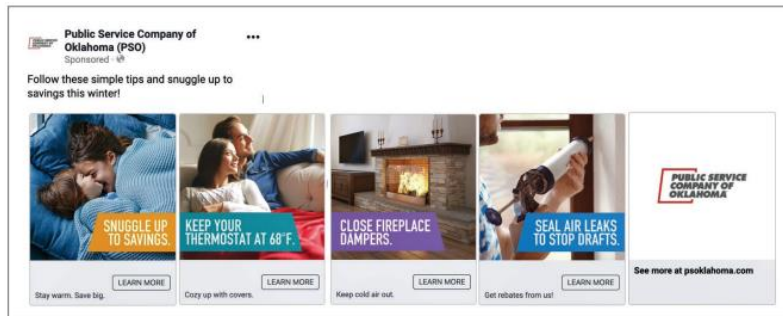 Public Service Company of
Oklahoma (PSO)
Sponsored ·
Follow these simple tips and snuggle up to
savings this winter!
SNUGGLE UP
TO SAVINGS.
LEARN MORE
Stay warm. Save big.
KEEP YOUR
THERMOSTAT AT 68°F.
LEARN MORE
Cozy up with covers.
CLOSE FIREPLACE
DAMPERS.
LEARN MORE
Keep cold air out.
SEAL AIR LEAKS
TO STOP DRAFTS.
LEARN MORE
Get rebates from us!
PUBLIC SERVICE
COMPANY OF
OKLAHOMA
See more at psoklahoma.com